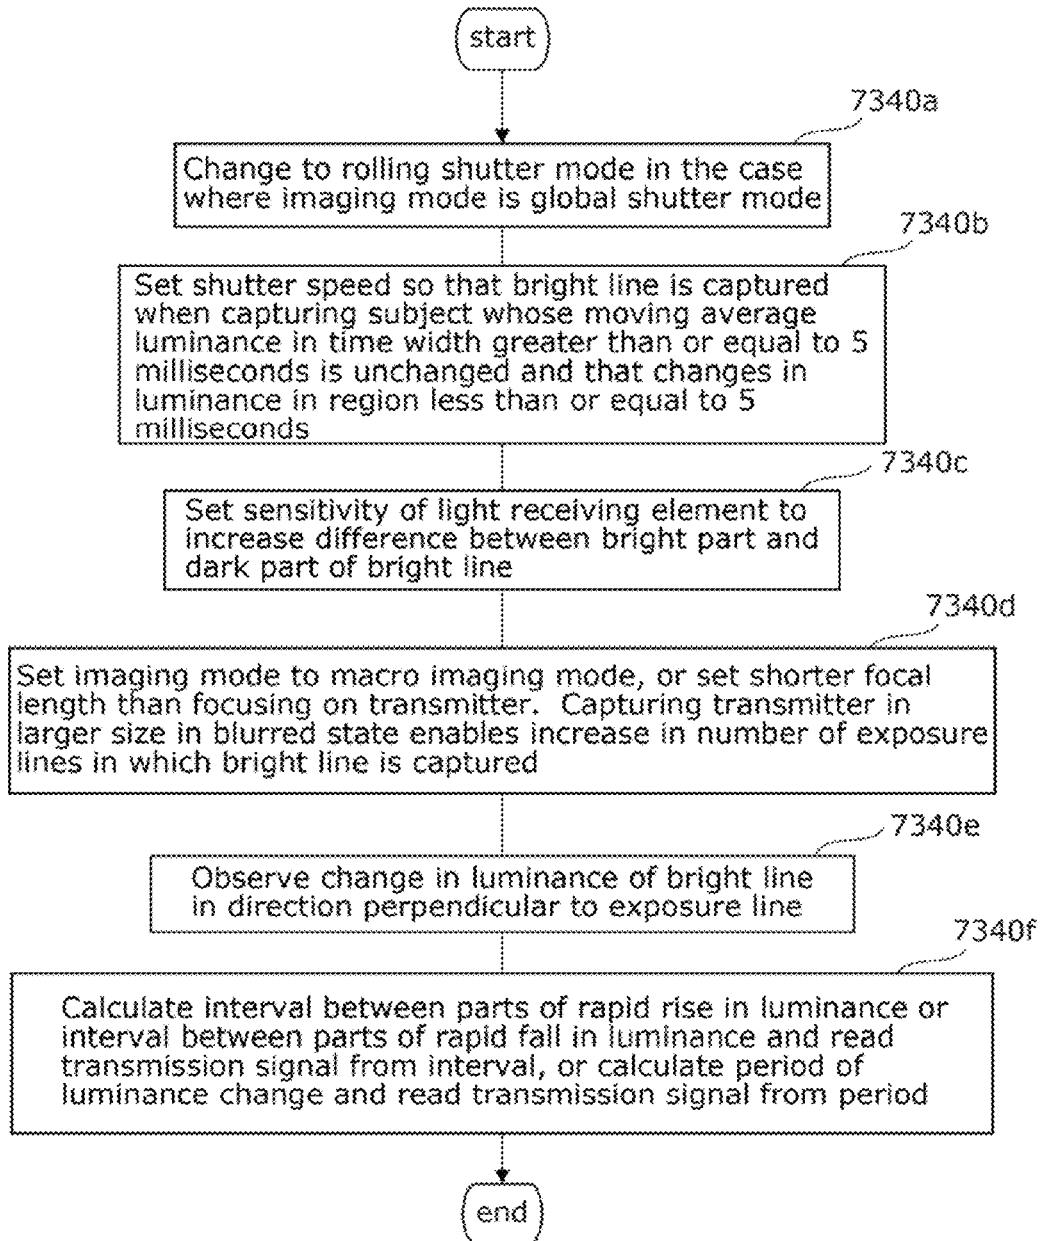 start
7340a
Change to rolling shutter mode in the case
where imaging mode is global shutter mode
7340b
Set shutter speed so that bright line is captured
when capturing subject whose moving average
luminance in time width greater than or equal to 5
milliseconds is unchanged and that changes in
luminance in region less than or equal to 5
milliseconds
7340c
Set sensitivity of light receiving element to
increase difference between bright part and
dark part of bright line
7340d
Set imaging mode to macro imaging mode, or set shorter focal
length than focusing on transmitter. Capturing transmitter in
larger size in blurred state enables increase in number of exposure
lines in which bright line is captured
7340e
Observe change in luminance of bright line
in direction perpendicular to exposure line
7340f
Calculate interval between parts of rapid rise in luminance or
interval between parts of rapid fall in luminance and read
transmission signal from interval, or calculate period of
luminance change and read transmission signal from period
end